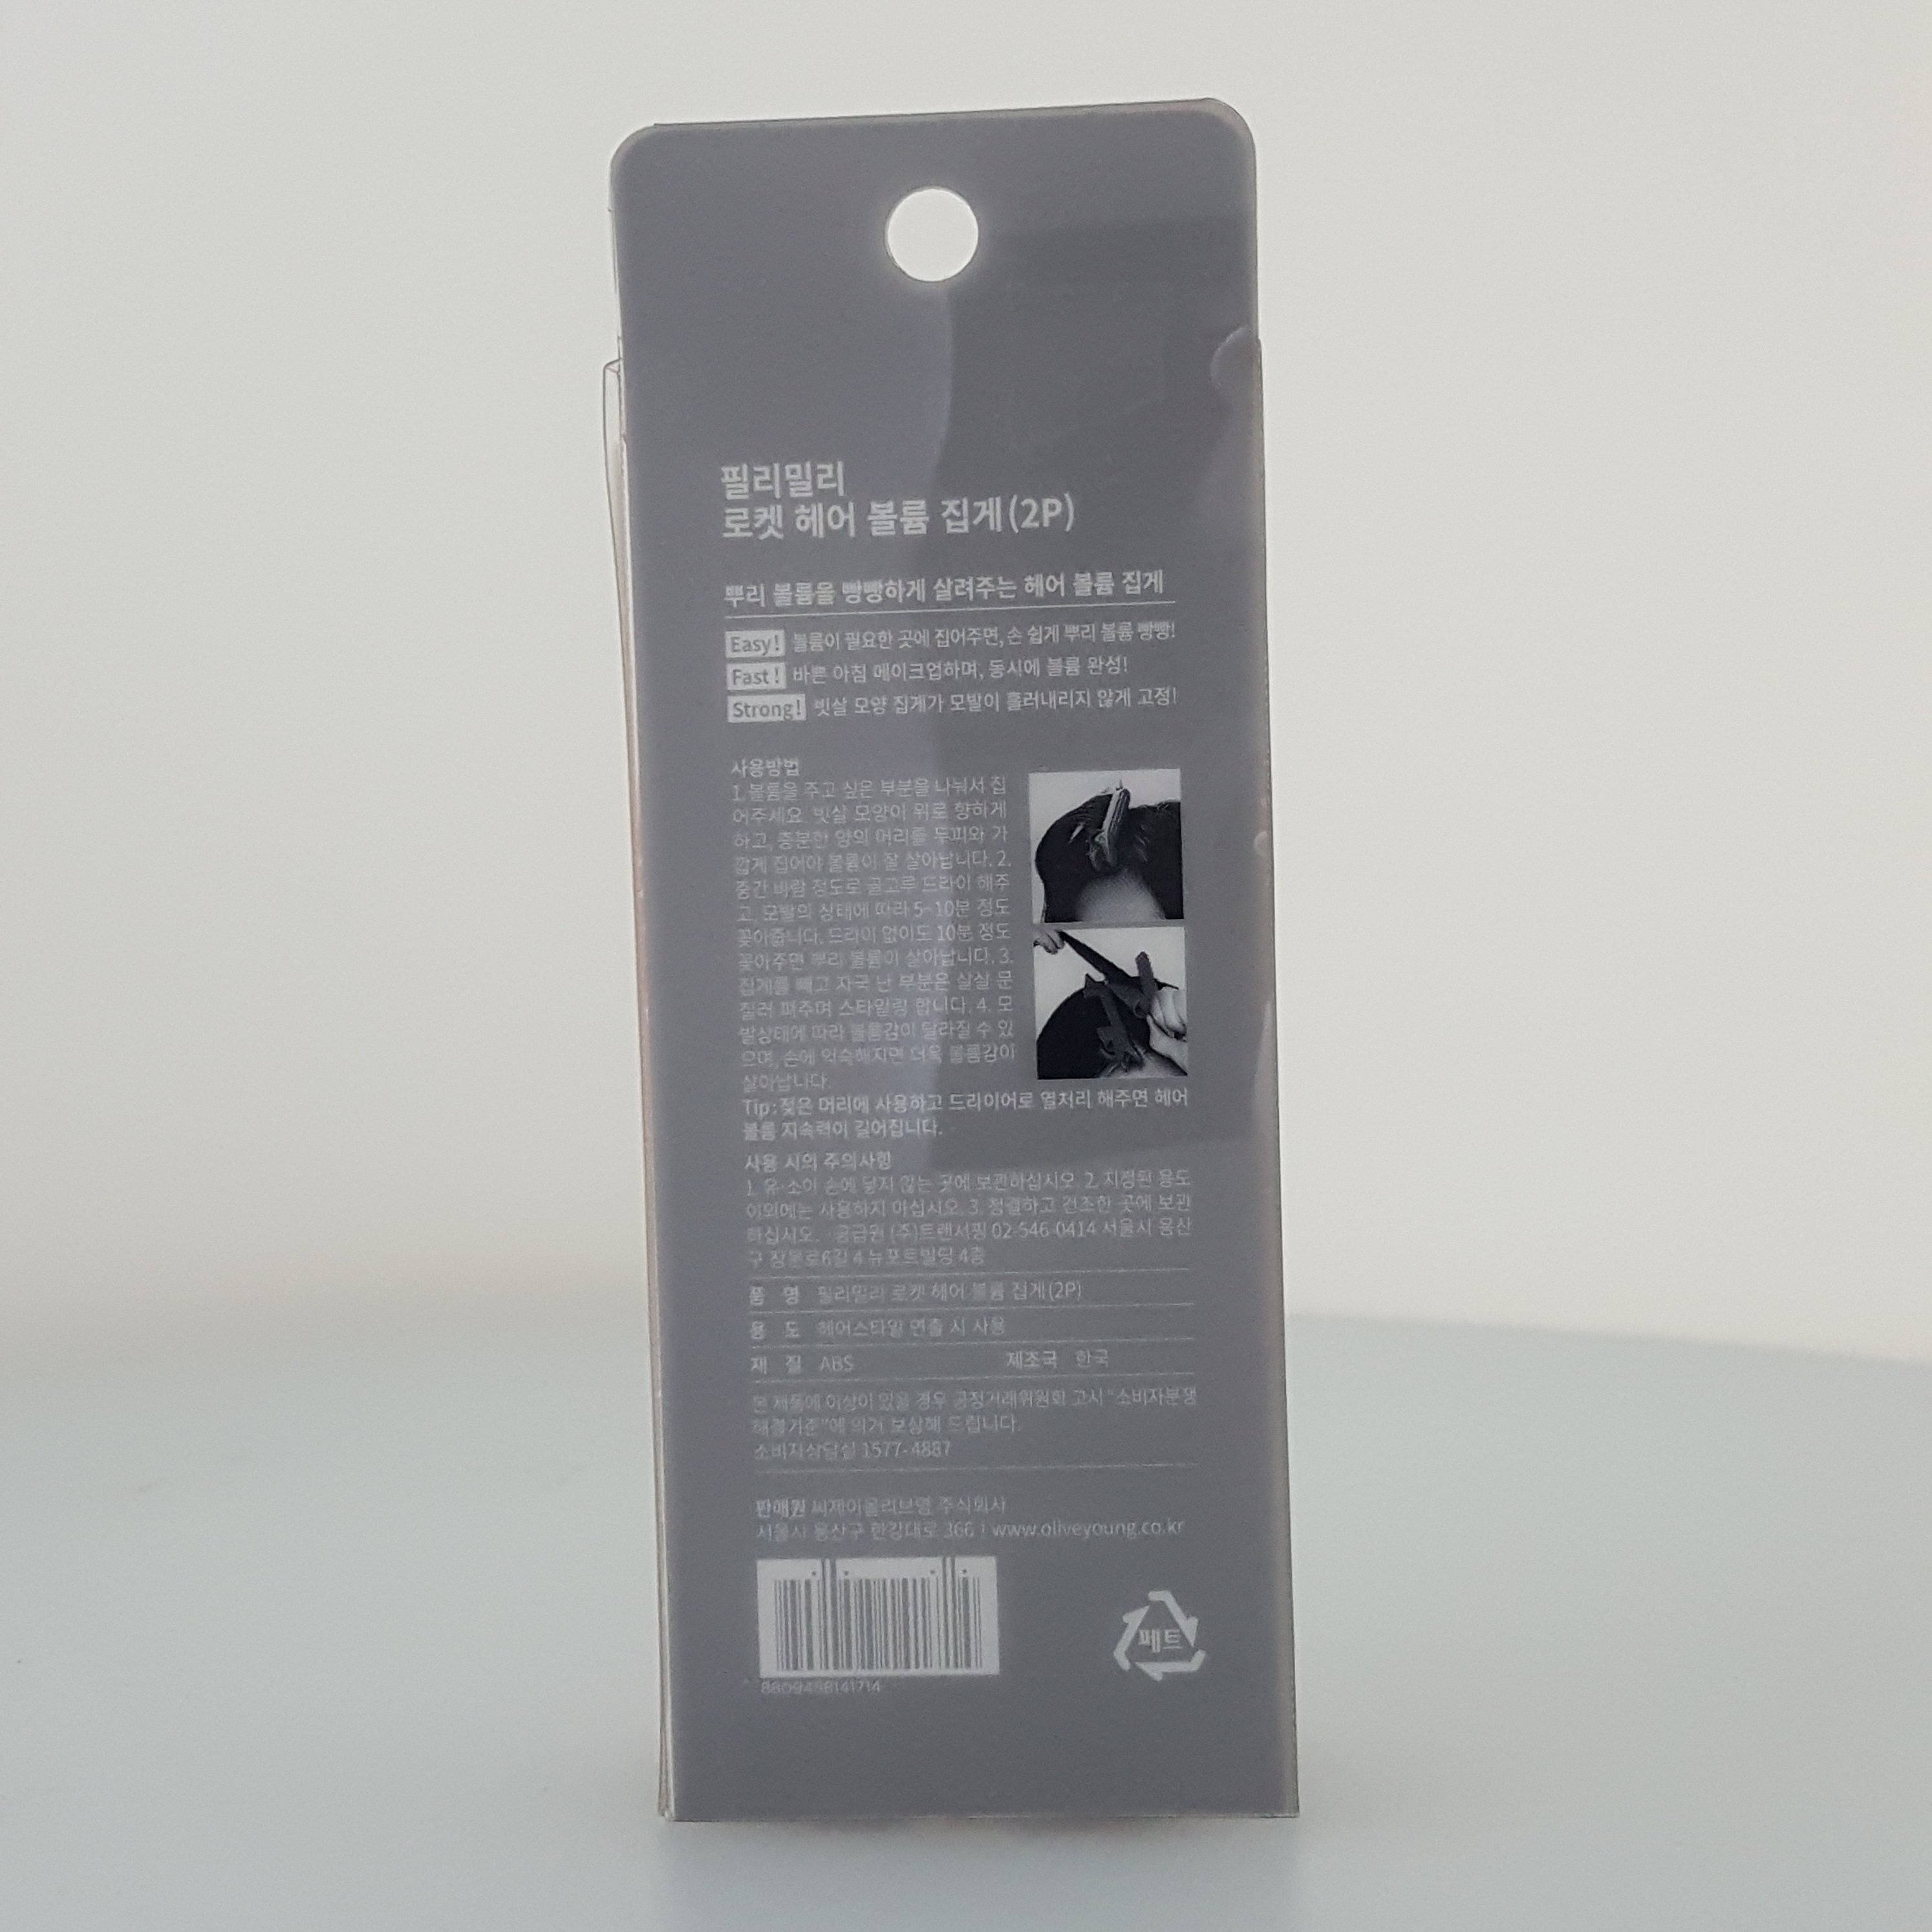 필리밀리
로켓 헤어 볼륨 집게(2P)
뿌리 볼륨을 빵빵하게 살려주는 헤어 볼륨 집게
Easy! 볼륨이 필요한 곳에 집어주면, 손 쉽게 뿌리 볼륨 빵빵!
Fast! 바쁜 아침 메이크업하며, 동시에 볼륨 완성!
Strong! 빗살 모양 집게가 모발이 흘러내리지 않게 고정!
사용방법
1. 볼륨을 주고 싶은 부분을 나눠서 집
어주세요. 빗살 모양이 위로 향하게
하고, 충분한 양의 머리를 두피와 가
깝게 집어야 볼륨이 잘 살아납니다. 2.
중간 바람 정도로 골고루 드라이 해주
고, 모발의 상태에 따라 5~10분 정도
꽂아줍니다. 드라이 없이도 10분 정도
꽂아주면 뿌리 볼륨이 살아납니다. 3.
집게를 빼고 자국 난 부분은 살살 문
질러 펴주며 스타일링 합니다. 4. 모
발상태에 따라 볼륨감이 달라질 수 있
으며, 손에 익숙해지면 더욱 볼륨감이
살아납니다.
Tip:젖은 머리에 사용하고 드라이어로 열처리 해주면 헤어
볼륨 지속력이 길어집니다.
사용 시의 주의사항
1. 유·소아 손에 닿지 않는 곳에 보관하십시오. 2. 지정된 용도
이외에는 사용하지 마십시오. 3. 청결하고 건조한 곳에 보관
하십시오. 공급원 (주)트렌서핑 02-546-0414 서울시 용산
구 장문로6길 4 뉴포트빌딩 4층
품 명 필리밀리 로켓 헤어 볼륨 집게(2P)
용 도 헤어스타일 연출 시 사용
재 질 ABS 제조국 한국
본 제품에 이상이 있을 경우 공정거래위원회 고시 "소비자분쟁
해결기준"에 의거 보상해 드립니다.
소비자상담실 1577-4887
판매원 씨제이올리브영 주식회사
서울시 용산구 한강대로 366 | www.oliveyoung.co.kr
페트